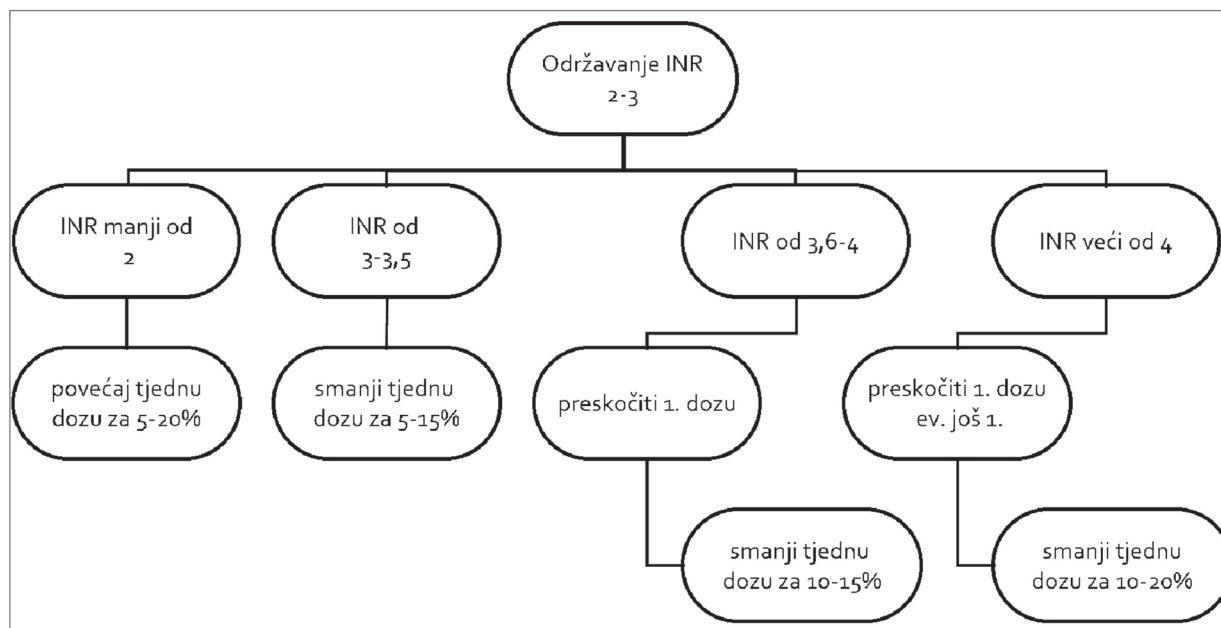 Održavanje INR
2-3
INR manji od
2
INR od
3-3,5
INR od 3,6-4
INR veći od 4
povećaj tjednu
dozu za 5-20%
smanji tjednu
dozu za 5-15%
preskočiti 1. dozu
preskočiti 1. dozu
ev. još 1.
smanji tjednu
dozu za 10-15%
smanji tjednu
dozu za 10-20%